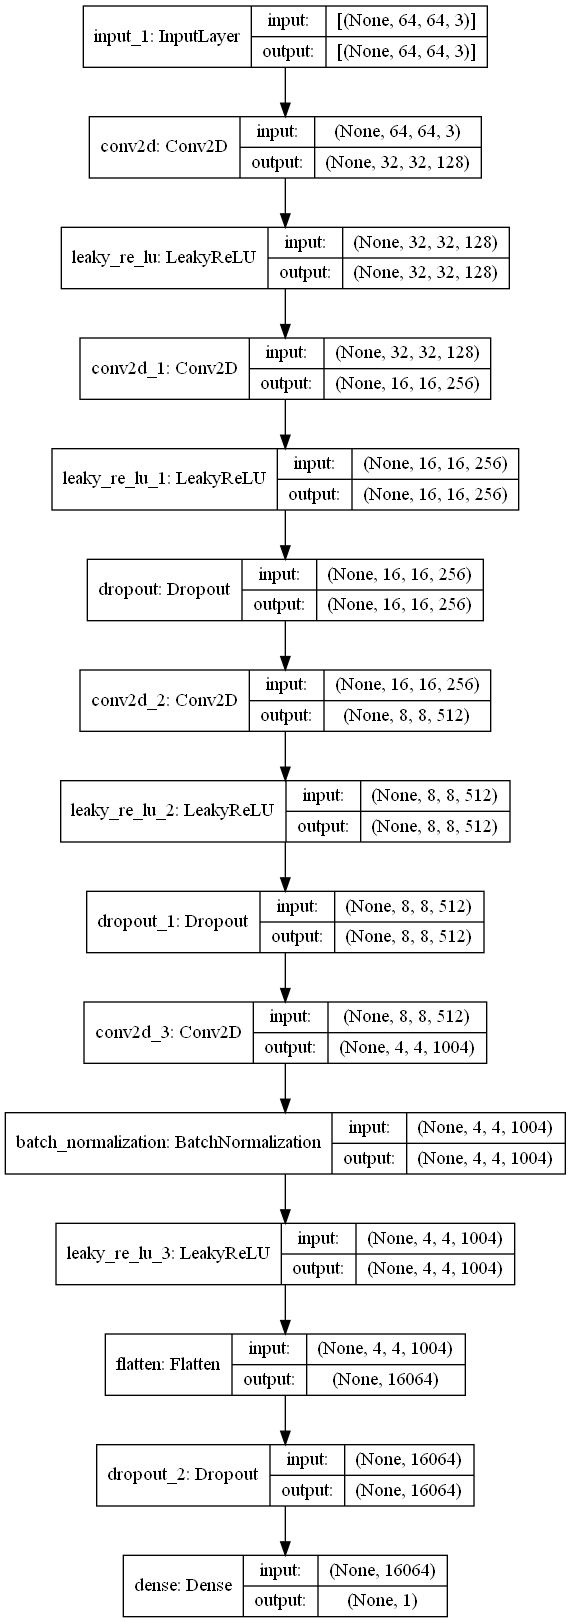 input_1: InputLayer
input: [(None, 64, 64, 3)]
output: [(None, 64, 64, 3)]
conv2d: Conv2D
input: (None, 64, 64, 3)
output: (None, 32, 32, 128)
leaky_re_lu: LeakyReLU
input: (None, 32, 32, 128)
output: (None, 32, 32, 128)
conv2d_1: Conv2D
input: (None, 32, 32, 128)
output: (None, 16, 16, 256)
leaky_re_lu_1: LeakyReLU
input: (None, 16, 16, 256)
output: (None, 16, 16, 256)
dropout: Dropout
input: (None, 16, 16, 256)
output: (None, 16, 16, 256)
conv2d_2: Conv2D
input: (None, 16, 16, 256)
output: (None, 8, 8, 512)
leaky_re_lu_2: LeakyReLU
input: (None, 8, 8, 512)
output: (None, 8, 8, 512)
dropout_1: Dropout
input: (None, 8, 8, 512)
output: (None, 8, 8, 512)
conv2d_3: Conv2D
input: (None, 8, 8, 512)
output: (None, 4, 4, 1004)
batch_normalization: BatchNormalization
input: (None, 4, 4, 1004)
output: (None, 4, 4, 1004)
leaky_re_lu_3: LeakyReLU
input: (None, 4, 4, 1004)
output: (None, 4, 4, 1004)
flatten: Flatten
input: (None, 4, 4, 1004)
output: (None, 16064)
dropout_2: Dropout
input: (None, 16064)
output: (None, 16064)
dense: Dense
input: (None, 16064)
output: (None, 1)